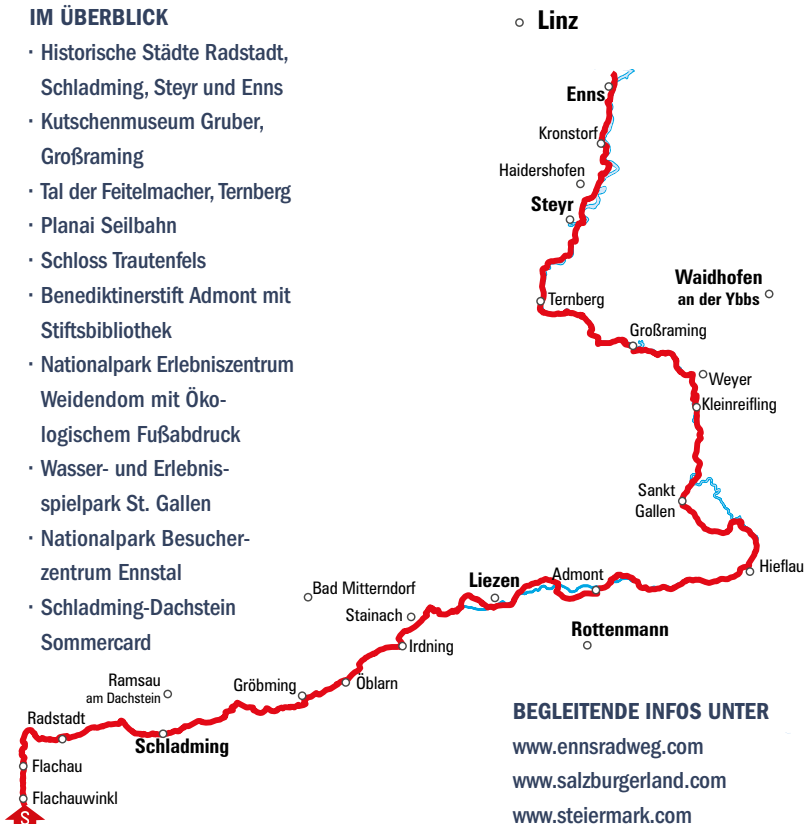 IM ÜBERBLICK
· Historische Städte Radstadt,
Schladming, Steyr und Enns
· Kutschenmuseum Gruber,
Großraming
· Tal der Feitelmacher, Ternberg
· Planai Seilbahn
· Schloss Trautenfels
· Benediktinerstift Admont mit
Stiftsbibliothek
· Nationalpark Erlebniszentrum
Weidendom mit Öko-
logischem Fußabdruck
· Wasser- und Erlebnis-
spielpark St. Gallen
· Nationalpark Besucher-
zentrum Ennstal
· Schladming-Dachstein
Sommercard
Linz
Enns
Kronstorf
Haidershofen
Steyr
Waidhofen
an der Ybbs
Ternberg
Großraming
Weyer
Kleinreifling
Sankt
Gallen
Hieflau
Admont
Liezen
Bad Mitterndorf
Stainach
Rottenmann
Irdning
Öblarn
Gröbming
Ramsau
am Dachstein
Radstadt
Schladming
Flachau
Flachauwinkl
S
BEGLEITENDE INFOS UNTER
www.ennsradweg.com
www.salzburgerland.com
www.steiermark.com